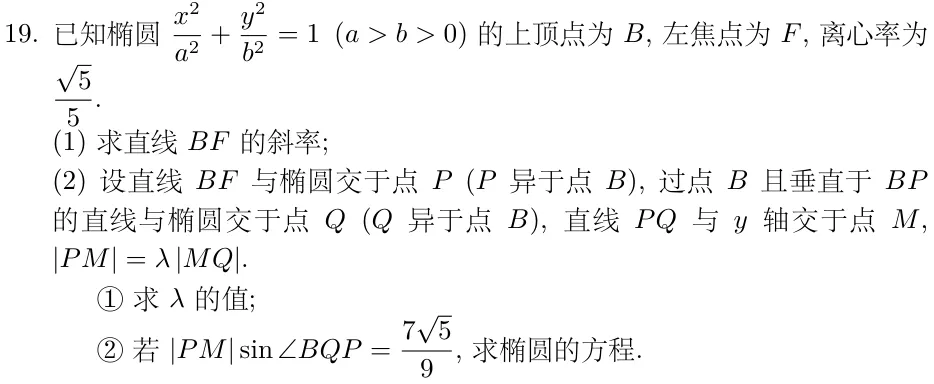 19. 已知椭圆 $\frac{x^2}{a^2}+\frac{y^2}{b^2}=1$ $(a>b>0)$ 的上顶点为 $B$, 左焦点为 $F$, 离心率为
$\frac{\sqrt{5}}{5}$.
(1) 求直线 $BF$ 的斜率;
(2) 设直线 $BF$ 与椭圆交于点 $P$ ($P$ 异于点 $B$), 过点 $B$ 且垂直于 $BP$
的直线与椭圆交于点 $Q$ ($Q$ 异于点 $B$), 直线 $PQ$ 与 $y$ 轴交于点 $M$,
$|PM|=\lambda|MQ|$.
① 求 $\lambda$ 的值;
② 若 $|PM|\sin\angle BQP=\frac{7\sqrt{5}}{9}$, 求椭圆的方程.